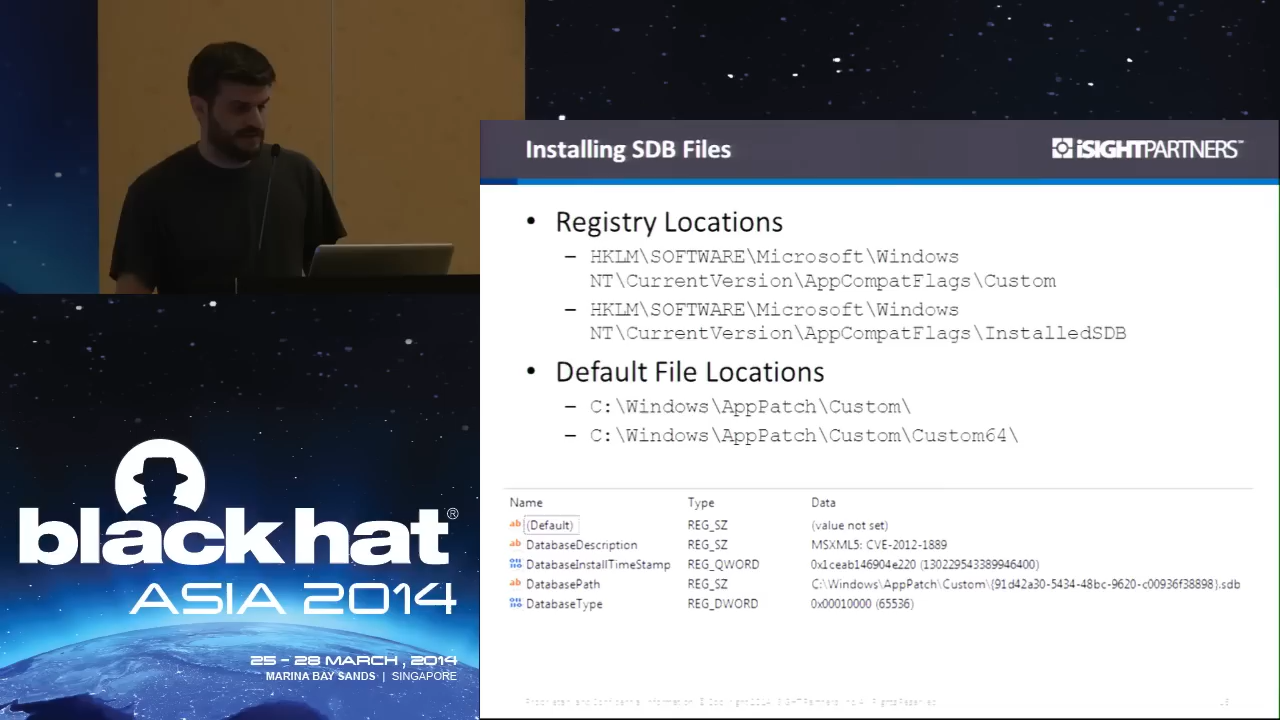 Installing SDB Files
iSIGHTPARTNERS™
• Registry Locations
– HKLM\SOFTWARE\Microsoft\Windows
NT\CurrentVersion\AppCompatFlags\Custom
– HKLM\SOFTWARE\Microsoft\Windows
NT\CurrentVersion\AppCompatFlags\InstalledSDB
• Default File Locations
– C:\Windows\AppPatch\Custom\
– C:\Windows\AppPatch\Custom\Custom64\
Name Type Data
(Default) REG_SZ (value not set)
DatabaseDescription REG_SZ MSXML5: CVE-2012-1889
DatabaseInstallTimeStamp REG_QWORD 0x1ceab146904e220 (130229543389946400)
DatabasePath REG_SZ C:\Windows\AppPatch\Custom\{91d42a30-5434-48bc-9620-c00936f38898}.sdb
DatabaseType REG_DWORD 0x00010000 (65536)
black hat®
ASIA 2014
25 - 28 MARCH, 2014
MARINA BAY SANDS | SINGAPORE